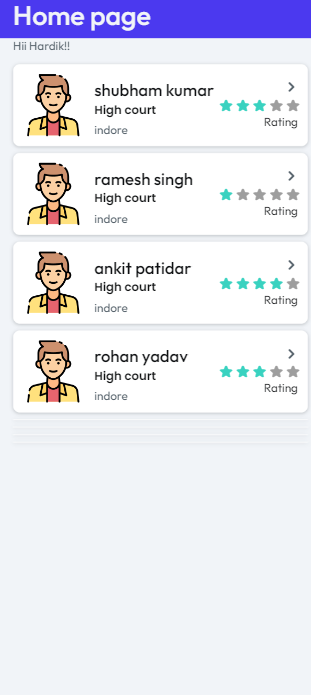 Home page
Hii Hardik!!
shubham kumar
High court
indore
Rating
ramesh singh
High court
indore
Rating
ankit patidar
High court
indore
Rating
rohan yadav
High court
indore
Rating